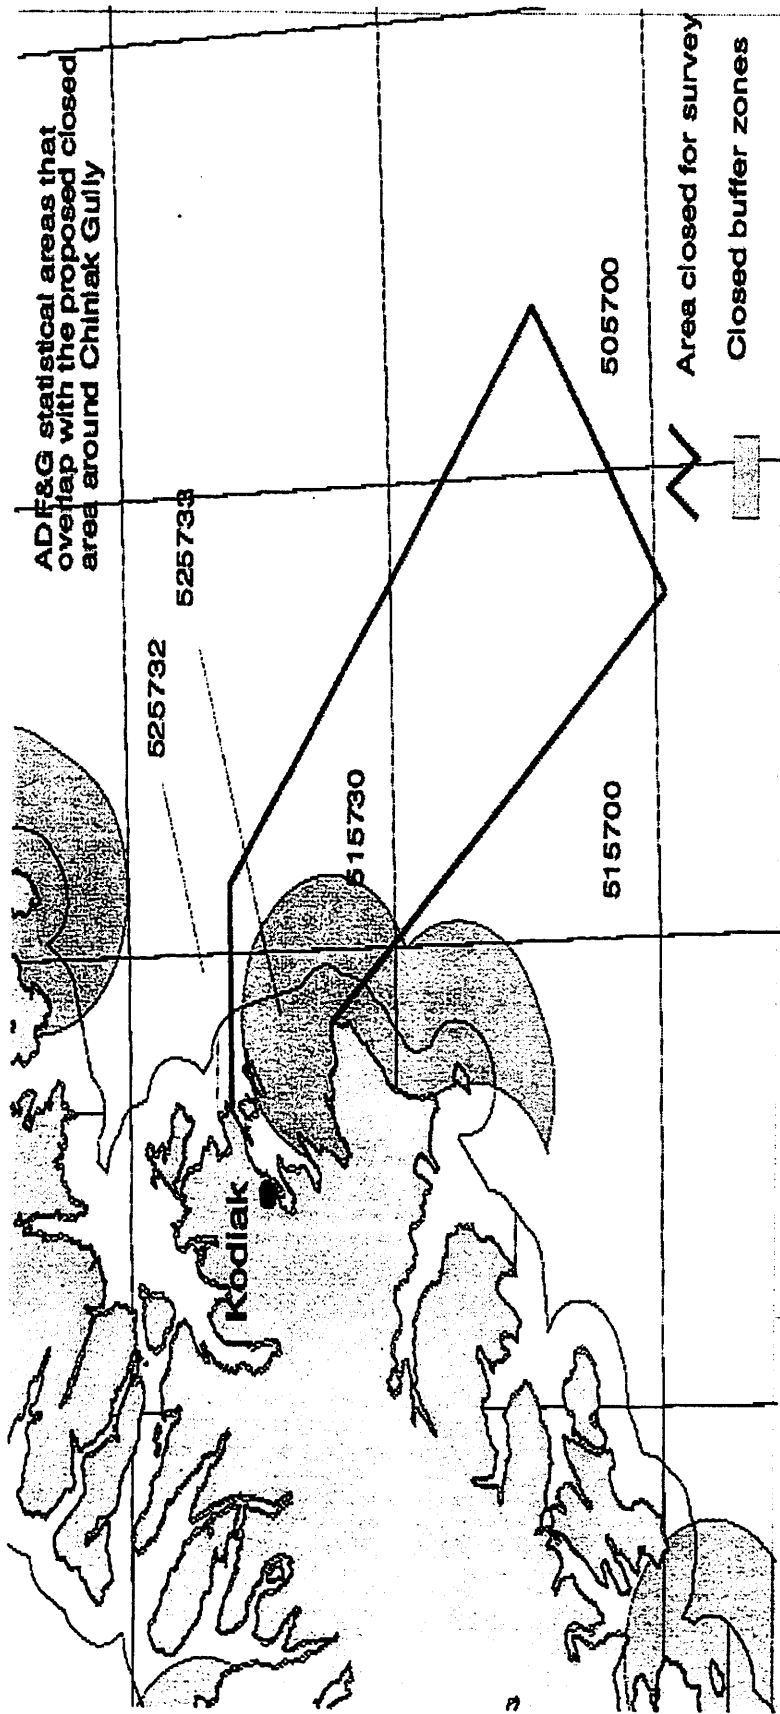 ADF&G statistical areas that
overlap with the proposed closed
area around Chiniak Gully
525732
525733
515730
505700
515700
Kodiak
Area closed for survey
Closed buffer zones